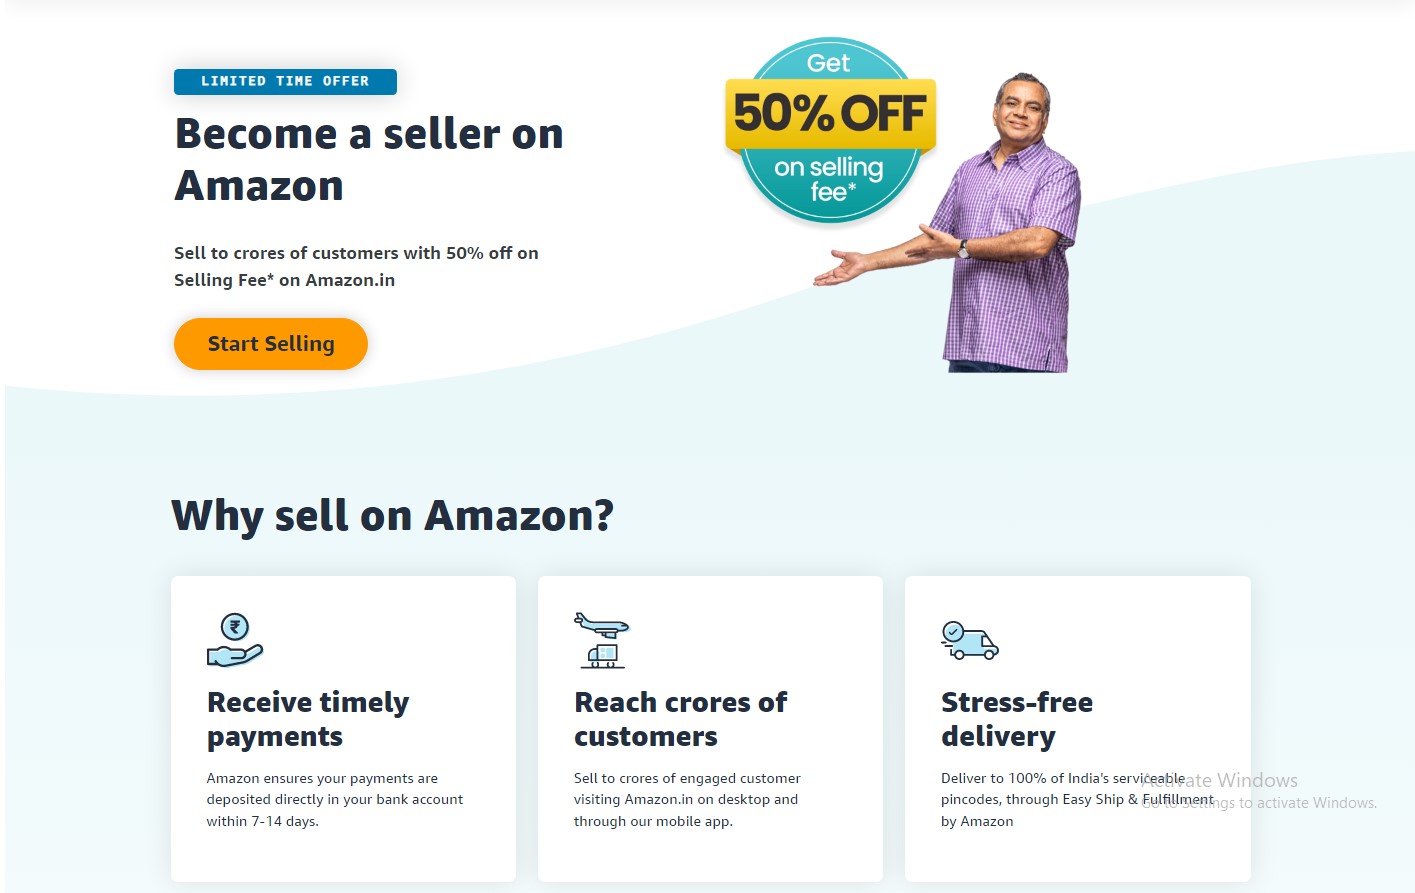 LIMITED TIME OFFER
Become a seller on
Amazon
Sell to crores of customers with 50% off on
Selling Fee* on Amazon.in
Start Selling
Get
50% OFF
on selling
fee*
Why sell on Amazon?
₹
Receive timely
payments
Amazon ensures your payments are
deposited directly in your bank account
within 7-14 days.
Reach crores of
customers
Sell to crores of engaged customer
visiting Amazon.in on desktop and
through our mobile app.
Stress-free
delivery
Deliver to 100% of India's serviceable
pincodes, through Easy Ship & Fulfillment
by Amazon
Activate Windows
Go to Settings to activate Windows.